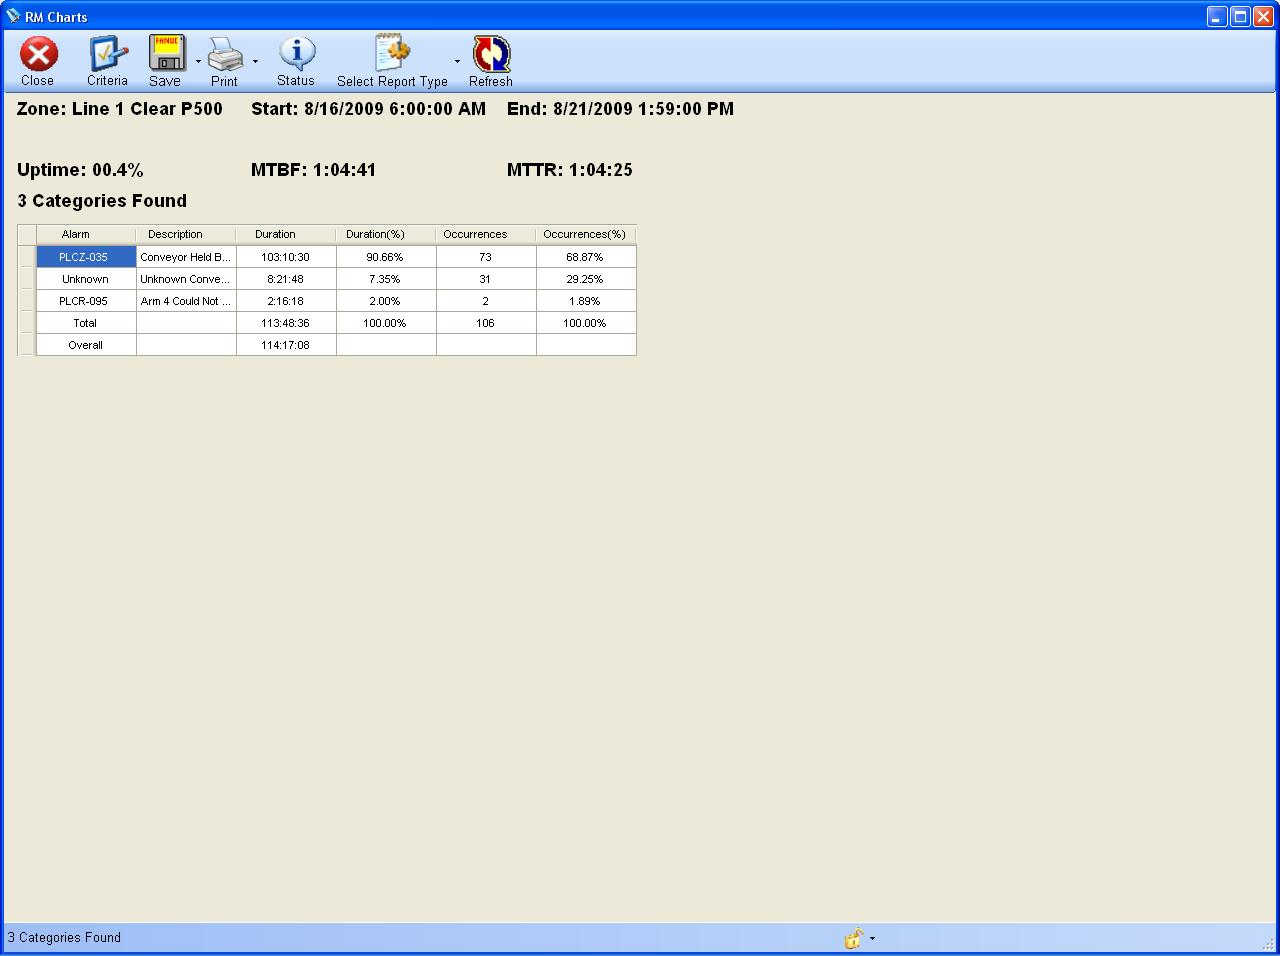 RM Charts
Close Criteria FANUC Save Print Status Select Report Type Refresh
Zone: Line 1 Clear P500 Start: 8/16/2009 6:00:00 AM End: 8/21/2009 1:59:00 PM
Uptime: 00.4% MTBF: 1:04:41 MTTR: 1:04:25
3 Categories Found
Alarm Description Duration Duration(%) Occurrences Occurrences(%)
PLCZ-035 Conveyor Held B... 103:10:30 90.66% 73 68.87%
Unknown Unknown Conve... 8:21:48 7.35% 31 29.25%
PLCR-095 Arm 4 Could Not ... 2:16:18 2.00% 2 1.89%
Total 113:48:36 100.00% 106 100.00%
Overall 114:17:08
3 Categories Found